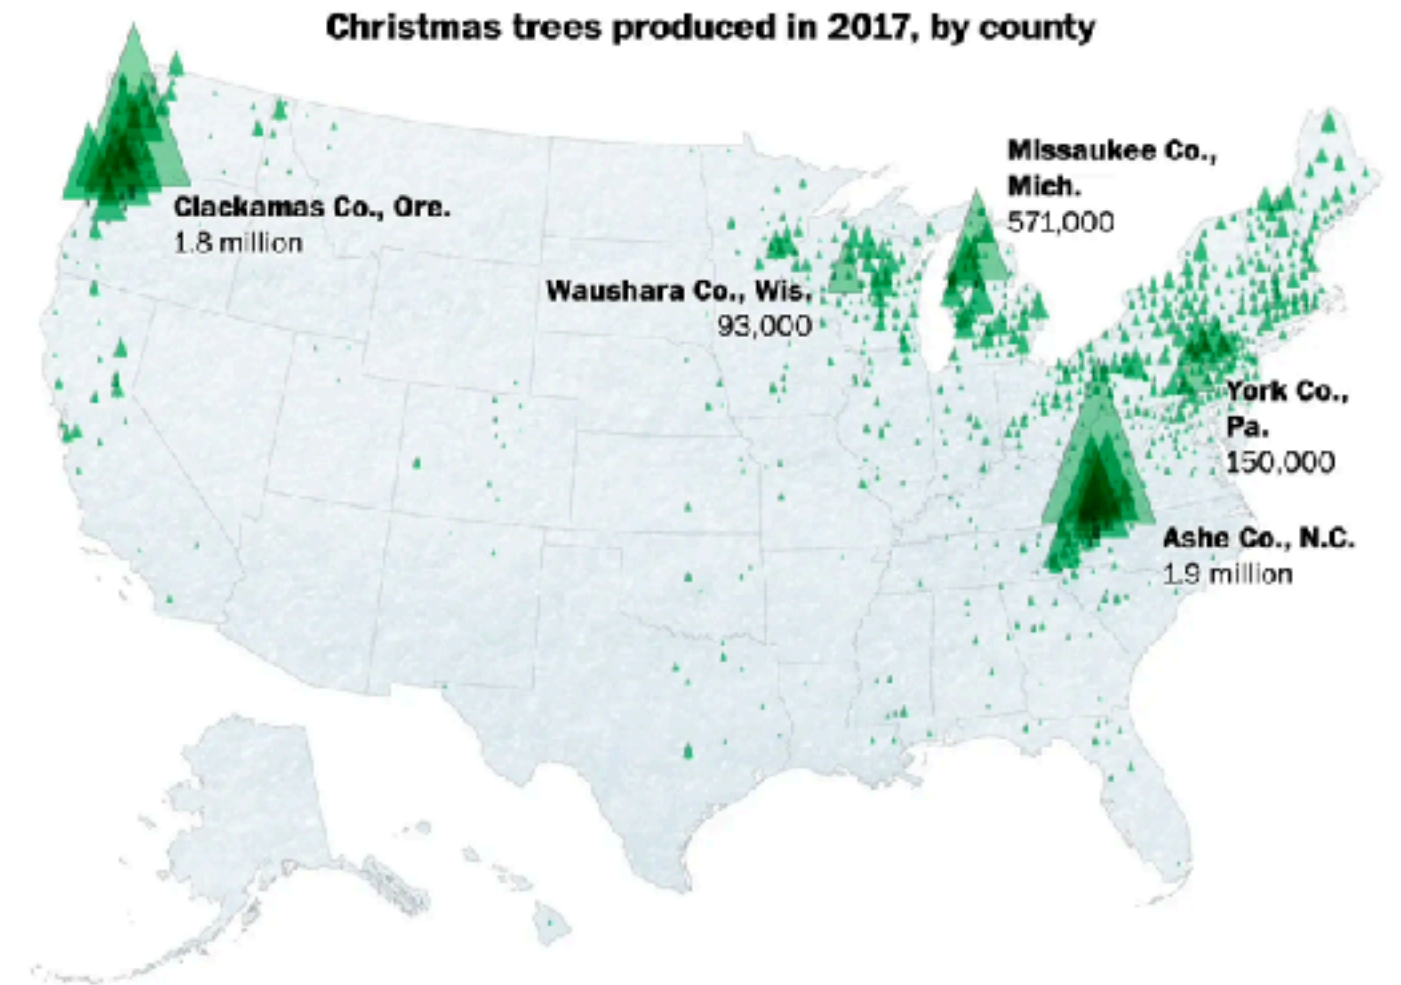 Christmas trees produced in 2017, by county
Missaukee Co.,
Mich.
571,000
Clackamas Co., Ore.
1.8 million
Waushara Co., Wis.
93,000
York Co.,
Pa.
150,000
Ashe Co., N.C.
1.9 million